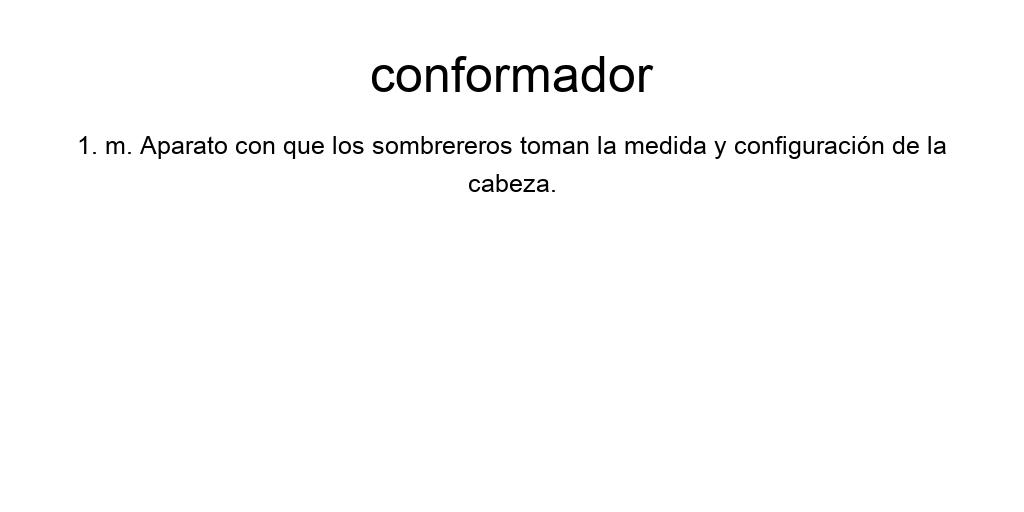 conformador
1. m. Aparato con que los sombrereros toman la medida y configuración de la
cabeza.